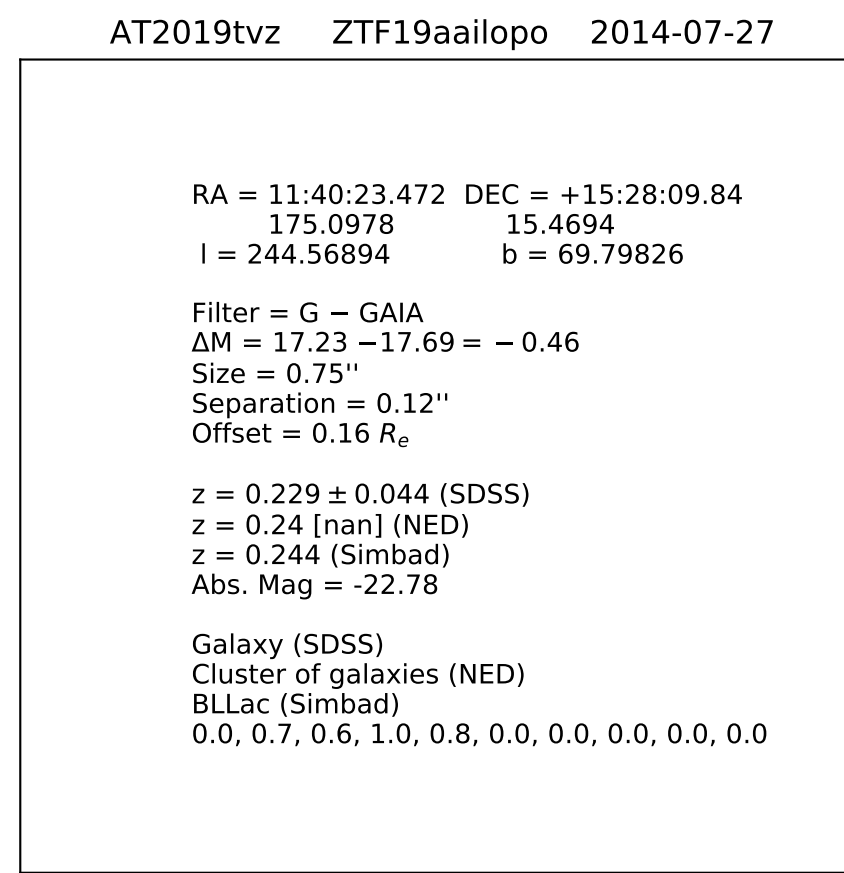 AT2019tvz ZTF19aailopo 2014-07-27
RA = 11:40:23.472 DEC = +15:28:09.84
175.0978 15.4694
l = 244.56894 b = 69.79826
Filter = G − GAIA
ΔM = 17.23 −17.69 = − 0.46
Size = 0.75''
Separation = 0.12''
Offset = 0.16 Re
z = 0.229 ± 0.044 (SDSS)
z = 0.24 [nan] (NED)
z = 0.244 (Simbad)
Abs. Mag = -22.78
Galaxy (SDSS)
Cluster of galaxies (NED)
BLLac (Simbad)
0.0, 0.7, 0.6, 1.0, 0.8, 0.0, 0.0, 0.0, 0.0, 0.0